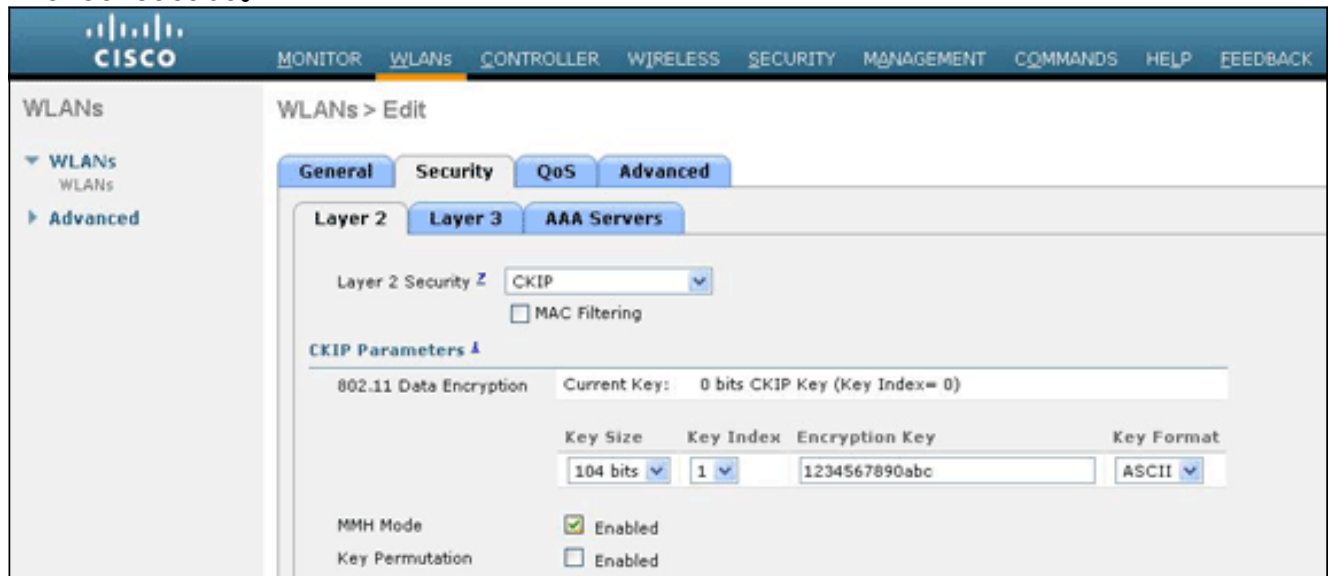 CISCO
MONITOR WLANs CONTROLLER WIRELESS SECURITY MANAGEMENT COMMANDS HELP FEEDBACK
WLANs
WLANs
WLANs
Advanced
WLANs > Edit
General Security QoS Advanced
Layer 2 Layer 3 AAA Servers
Layer 2 Security Z CKIP
MAC Filtering
CKIP Parameters
802.11 Data Encryption Current Key: 0 bits CKIP Key (Key Index= 0)
Key Size Key Index Encryption Key Key Format
104 bits 1 1234567890abc ASCII
MMH Mode Enabled
Key Permutation Enabled